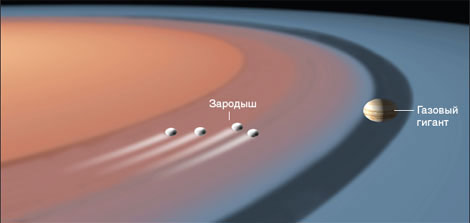 Зародыш
Газовый
гигант